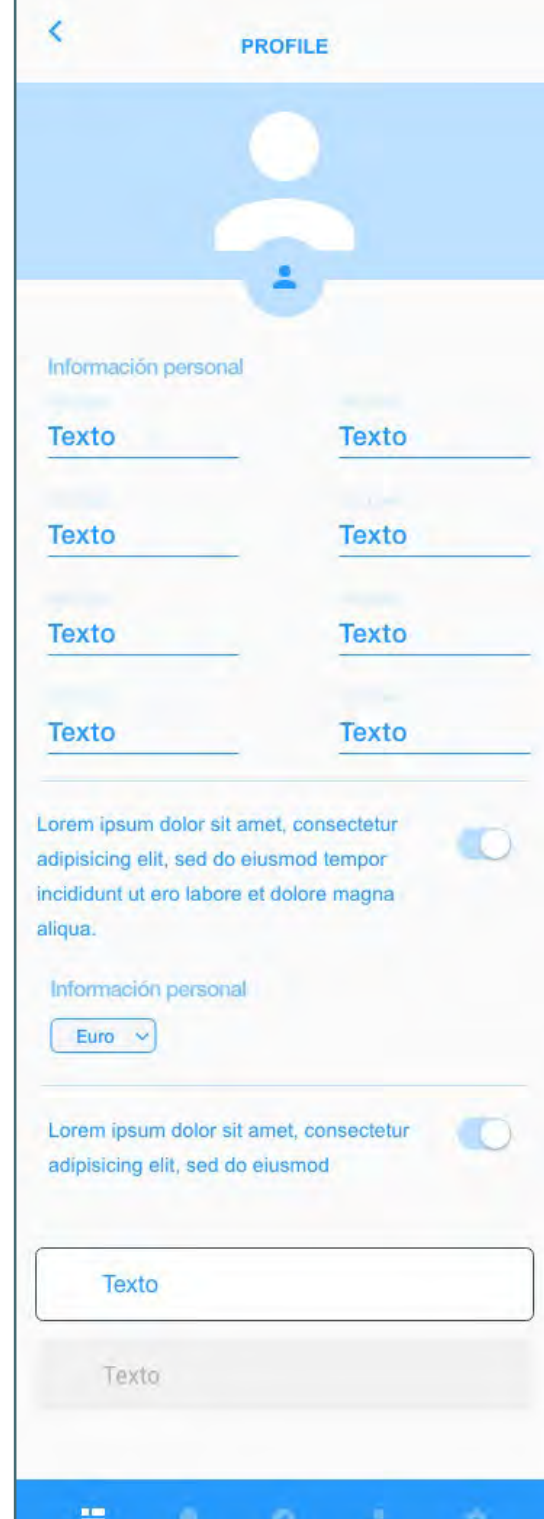 PROFILE
Información personal
Texto Texto
Texto Texto
Texto Texto
Texto Texto
Lorem ipsum dolor sit amet, consectetur
adipisicing elit, sed do eiusmod tempor
incididunt ut ero labore et dolore magna
aliqua.
Información personal
Euro
Lorem ipsum dolor sit amet, consectetur
adipisicing elit, sed do eiusmod
Texto
Texto